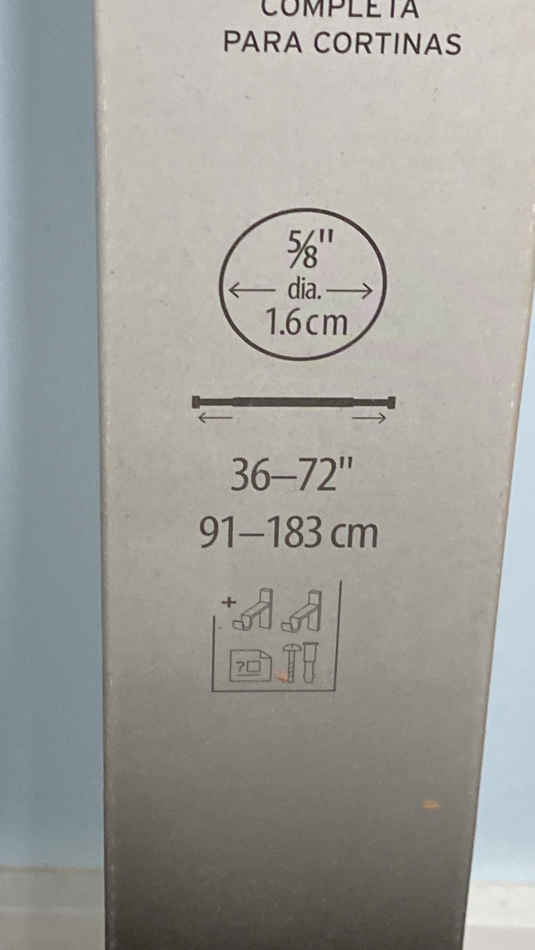 COMPLETA
PARA CORTINAS
5/8"
dia.
1.6cm
36–72"
91–183 cm
+
?